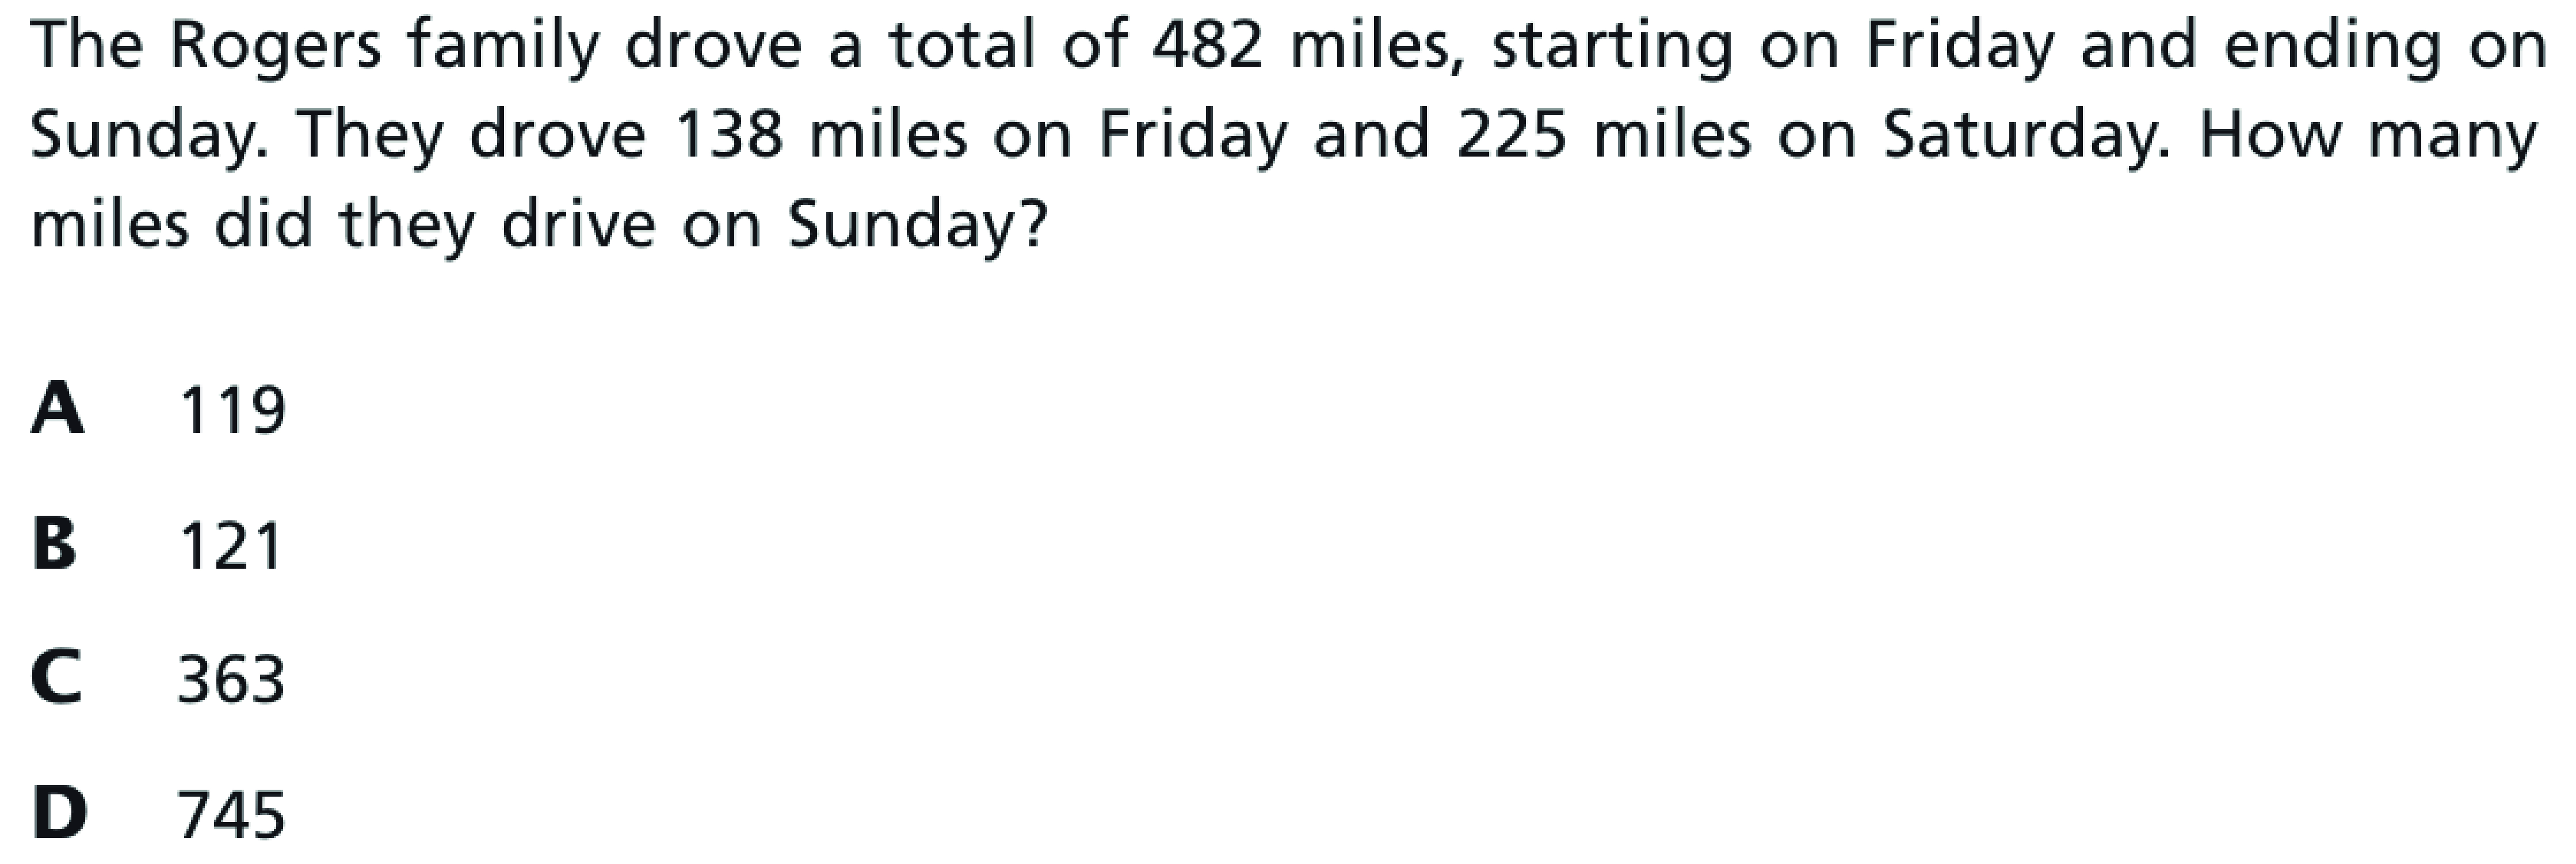 The Rogers family drove a total of 482 miles, starting on Friday and ending on
Sunday. They drove 138 miles on Friday and 225 miles on Saturday. How many
miles did they drive on Sunday?
A 119
B 121
C 363
D 745